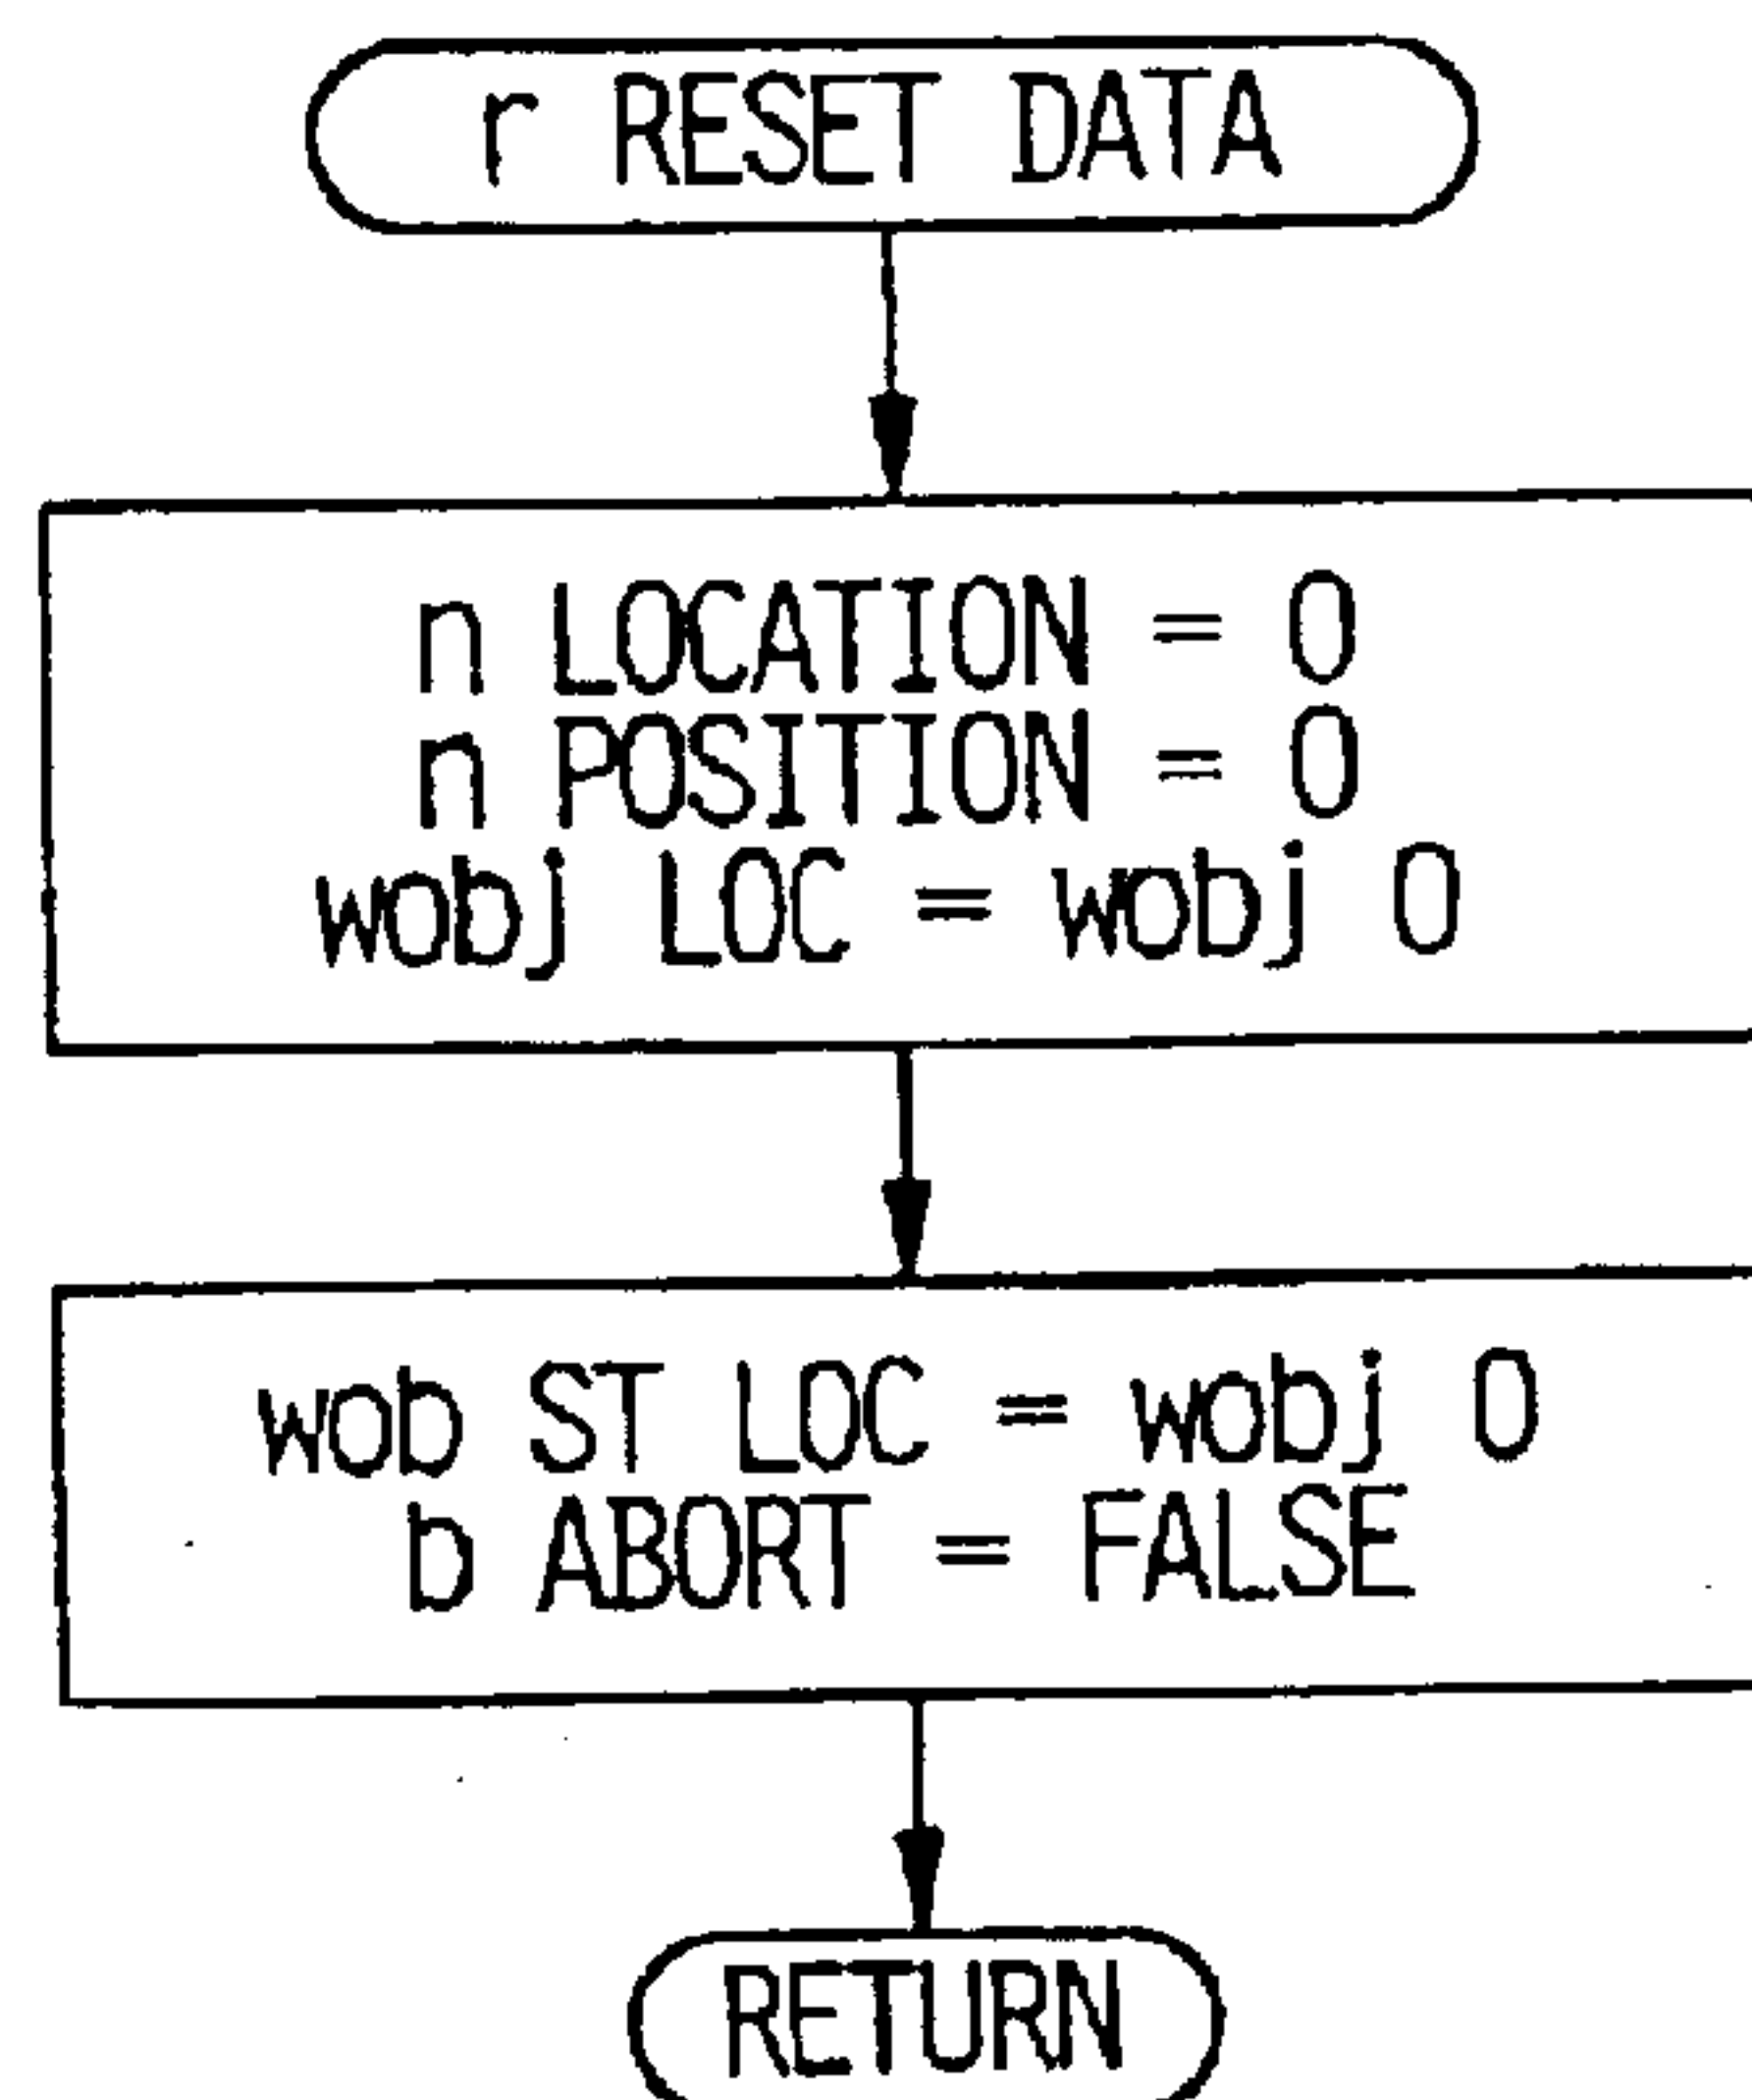 r RESET DATA
n LOCATION = 0
n POSITION = 0
wobj LOC = wobj 0
wob ST LOC = wobj 0
b ABORT = FALSE
RETURN